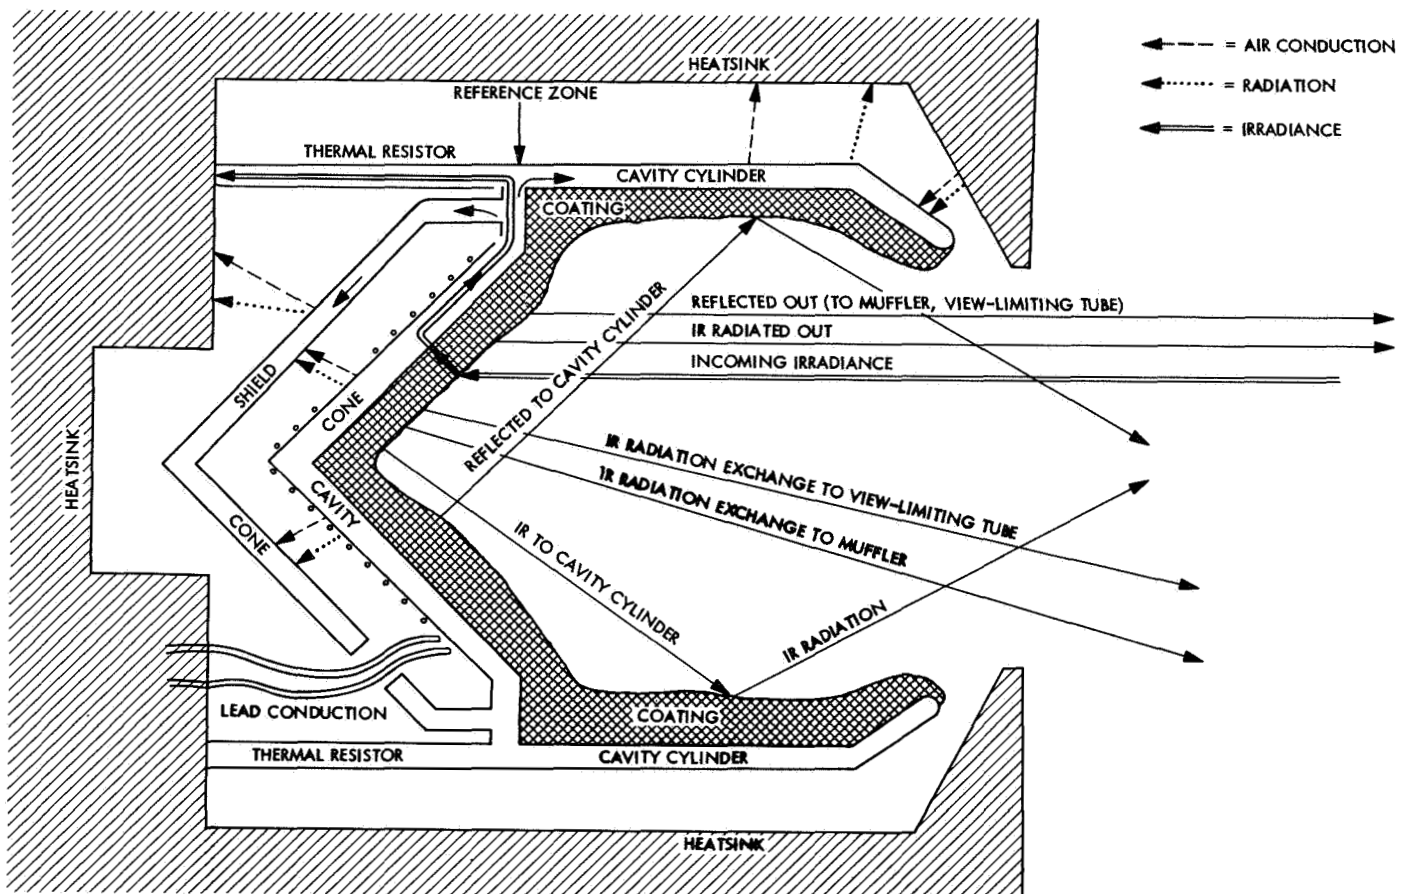 HEATSINK
= AIR CONDUCTION
= RADIATION
= IRRADIANCE
REFERENCE ZONE
THERMAL RESISTOR
CAVITY CYLINDER
COATING
REFLECTED OUT (TO MUFFLER, VIEW-LIMITING TUBE)
IR RADIATED OUT
INCOMING IRRADIANCE
REFLECTED TO CAVITY CYLINDER
SHIELD
CONE
HEATSINK
CAVITY
CONE
IR RADIATION EXCHANGE TO VIEW-LIMITING TUBE
IR RADIATION EXCHANGE TO MUFFLER
IR TO CAVITY CYLINDER
IR RADIATION
LEAD CONDUCTION
COATING
THERMAL RESISTOR
CAVITY CYLINDER
HEATSINK